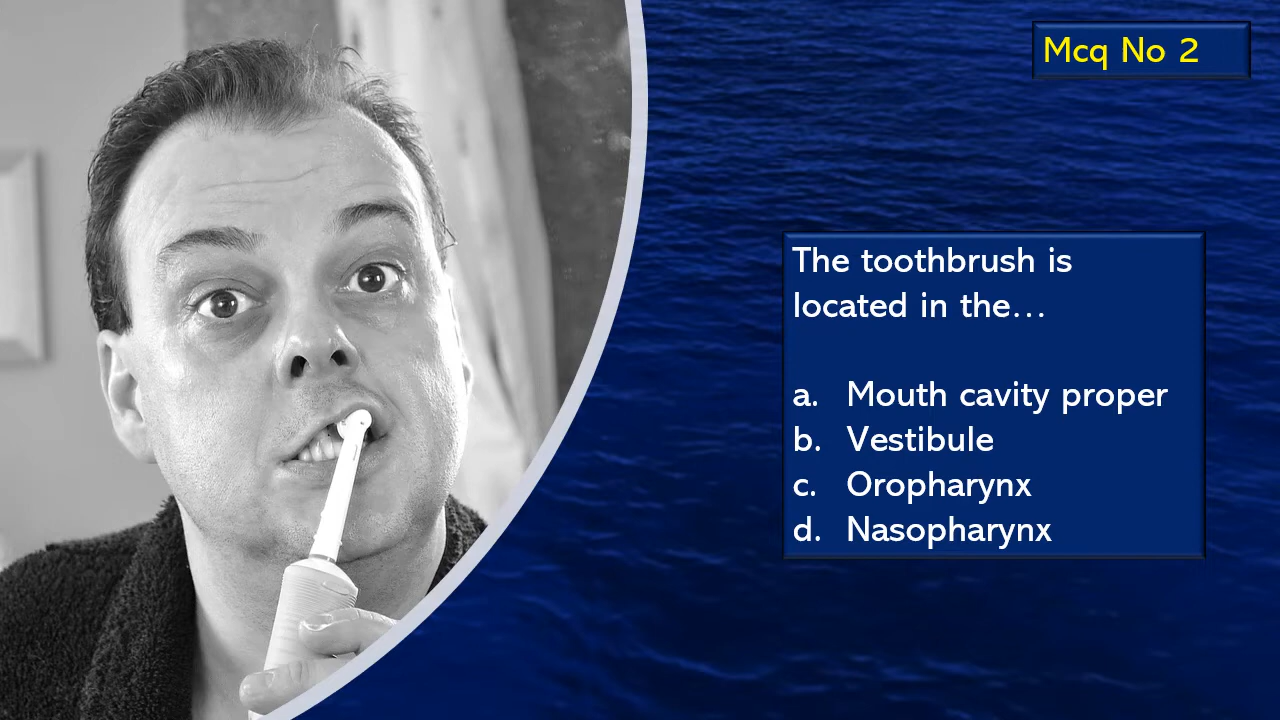 Mcq No 2
The toothbrush is
located in the…
a. Mouth cavity proper
b. Vestibule
c. Oropharynx
d. Nasopharynx